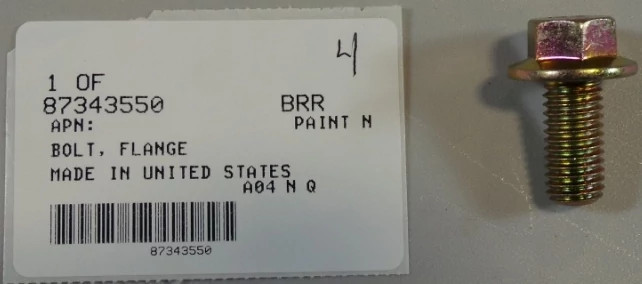 4
1 OF
87343550 BRR
APN: PAINT N
BOLT, FLANGE
MADE IN UNITED STATES
A04 N Q
87343550